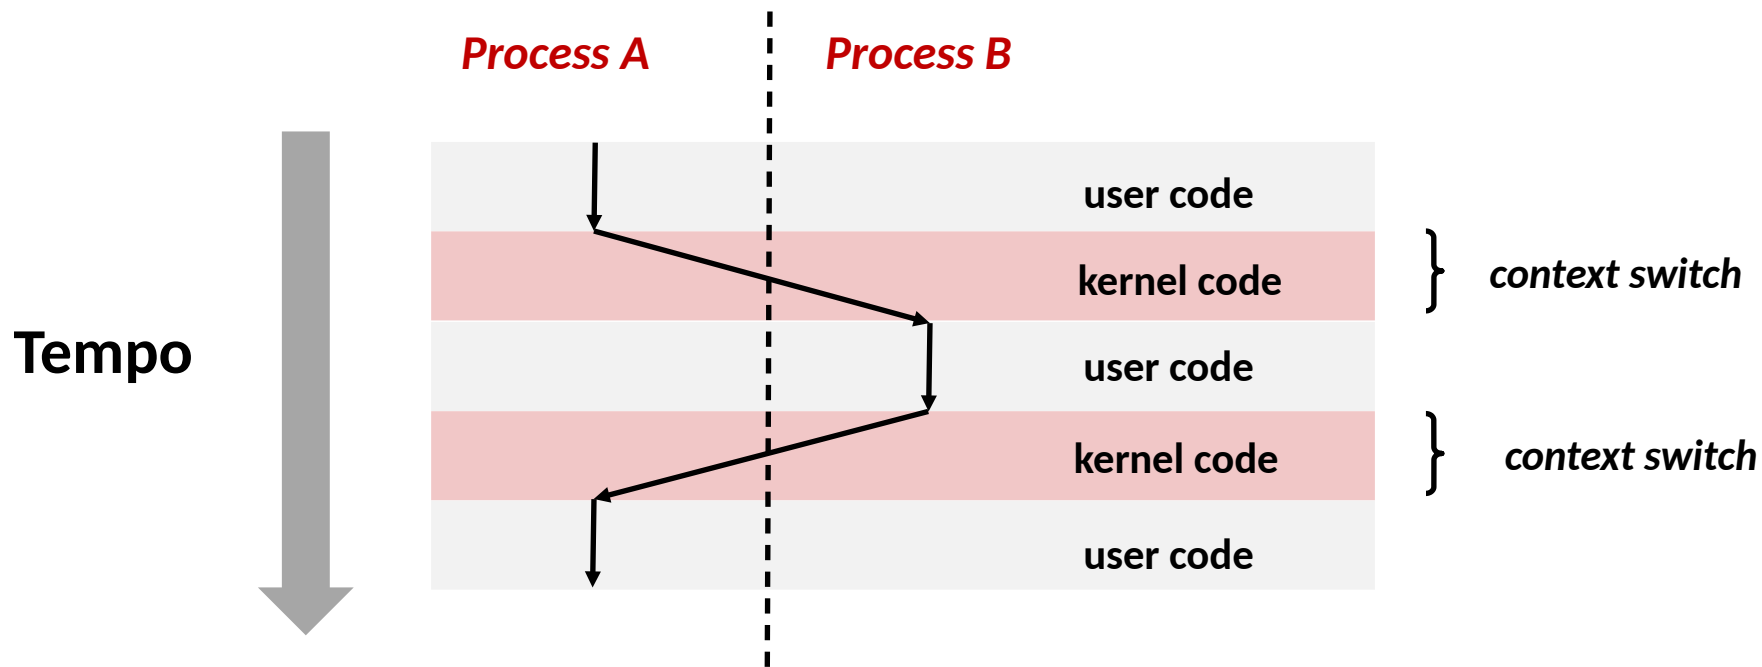 Process A
Process B
user code
kernel code
context switch
Tempo
user code
kernel code
context switch
user code